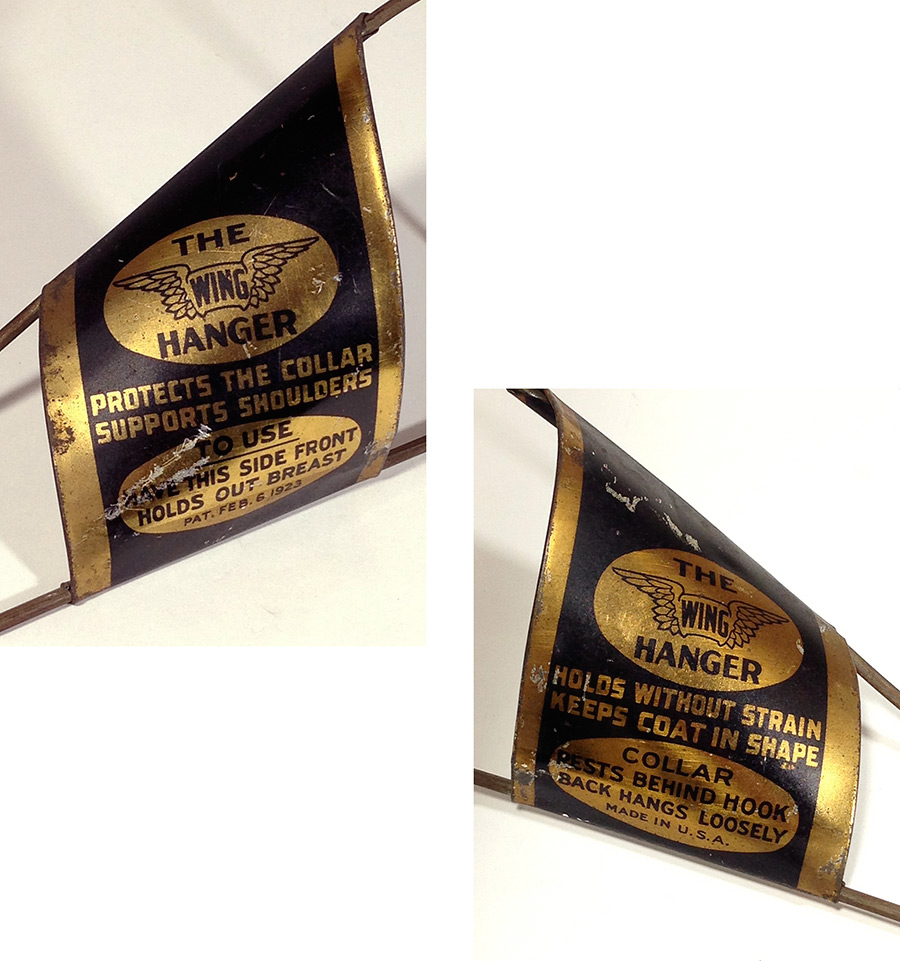 THE
WING
HANGER
PROTECTS THE COLLAR
SUPPORTS SHOULDERS
TO USE
HAVE THIS SIDE FRONT
HOLDS OUT BREAST
PAT. FEB. 6, 1923
THE
WING
HANGER
HOLDS WITHOUT STRAIN
KEEPS COAT IN SHAPE
COLLAR
RESTS BEHIND HOOK
BACK HANGS LOOSELY
MADE IN U.S.A.